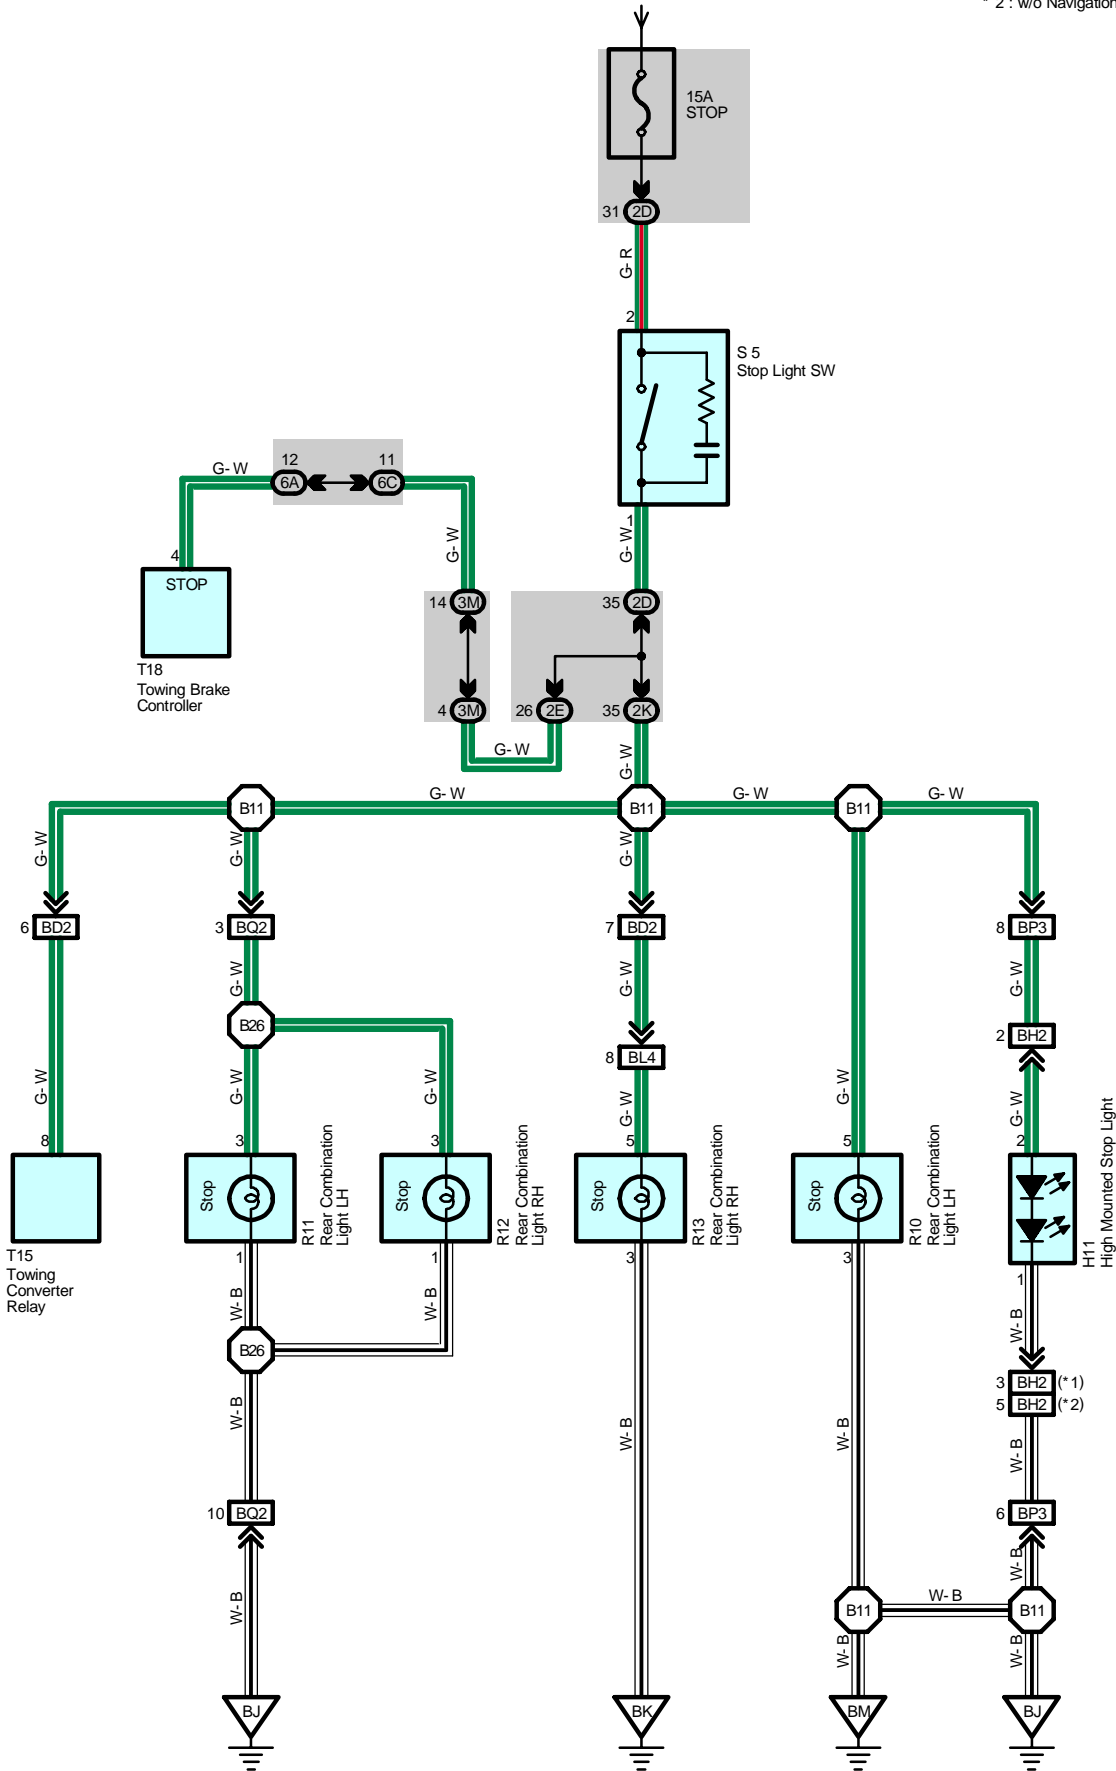 * 2 : w/o Navigation
15A
STOP
31 2D
G- R
2
S 5
Stop Light SW
1
G- W
12 11
G- W 6A 6C
4
STOP
T18
Towing Brake
Controller
G- W
14 3M
35 2D
4 3M
26 2E
35 2K
G- W
G- W
B11 G- W B11 G- W B11 G- W
G- W
G- W
G- W
6 BD2
3 BQ2
7 BD2
8 BP3
G- W
G- W
G- W
B26
2 BH2
8 BL4
G- W
G- W
G- W
G- W
G- W
G- W
8
3
3
5
5
2
T15
Towing
Converter
Relay
Stop
R11
Rear Combination
Light LH
Stop
R12
Rear Combination
Light RH
Stop
R13
Rear Combination
Light RH
Stop
R10
Rear Combination
Light LH
H11
High Mounted Stop Light
1
1
3
3
1
W- B
W- B
W- B
B26
3 BH2 (* 1)
5 BH2 (* 2)
W- B
W- B
W- B
W- B
10 BQ2
6 BP3
W- B
W- B
B11 W- B B11
W- B
W- B
BJ
BK
BM
BJ